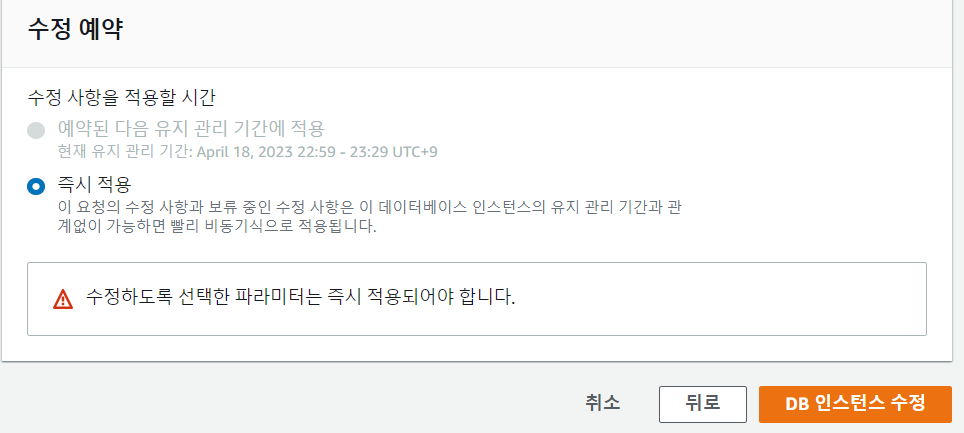 수정 예약
수정 사항을 적용할 시간
예약된 다음 유지 관리 기간에 적용
현재 유지 관리 기간: April 18, 2023 22:59 - 23:29 UTC+9
즉시 적용
이 요청의 수정 사항과 보류 중인 수정 사항은 이 데이터베이스 인스턴스의 유지 관리 기간과 관
계없이 가능하면 빨리 비동기식으로 적용됩니다.
수정하도록 선택한 파라미터는 즉시 적용되어야 합니다.
취소 뒤로 DB 인스턴스 수정